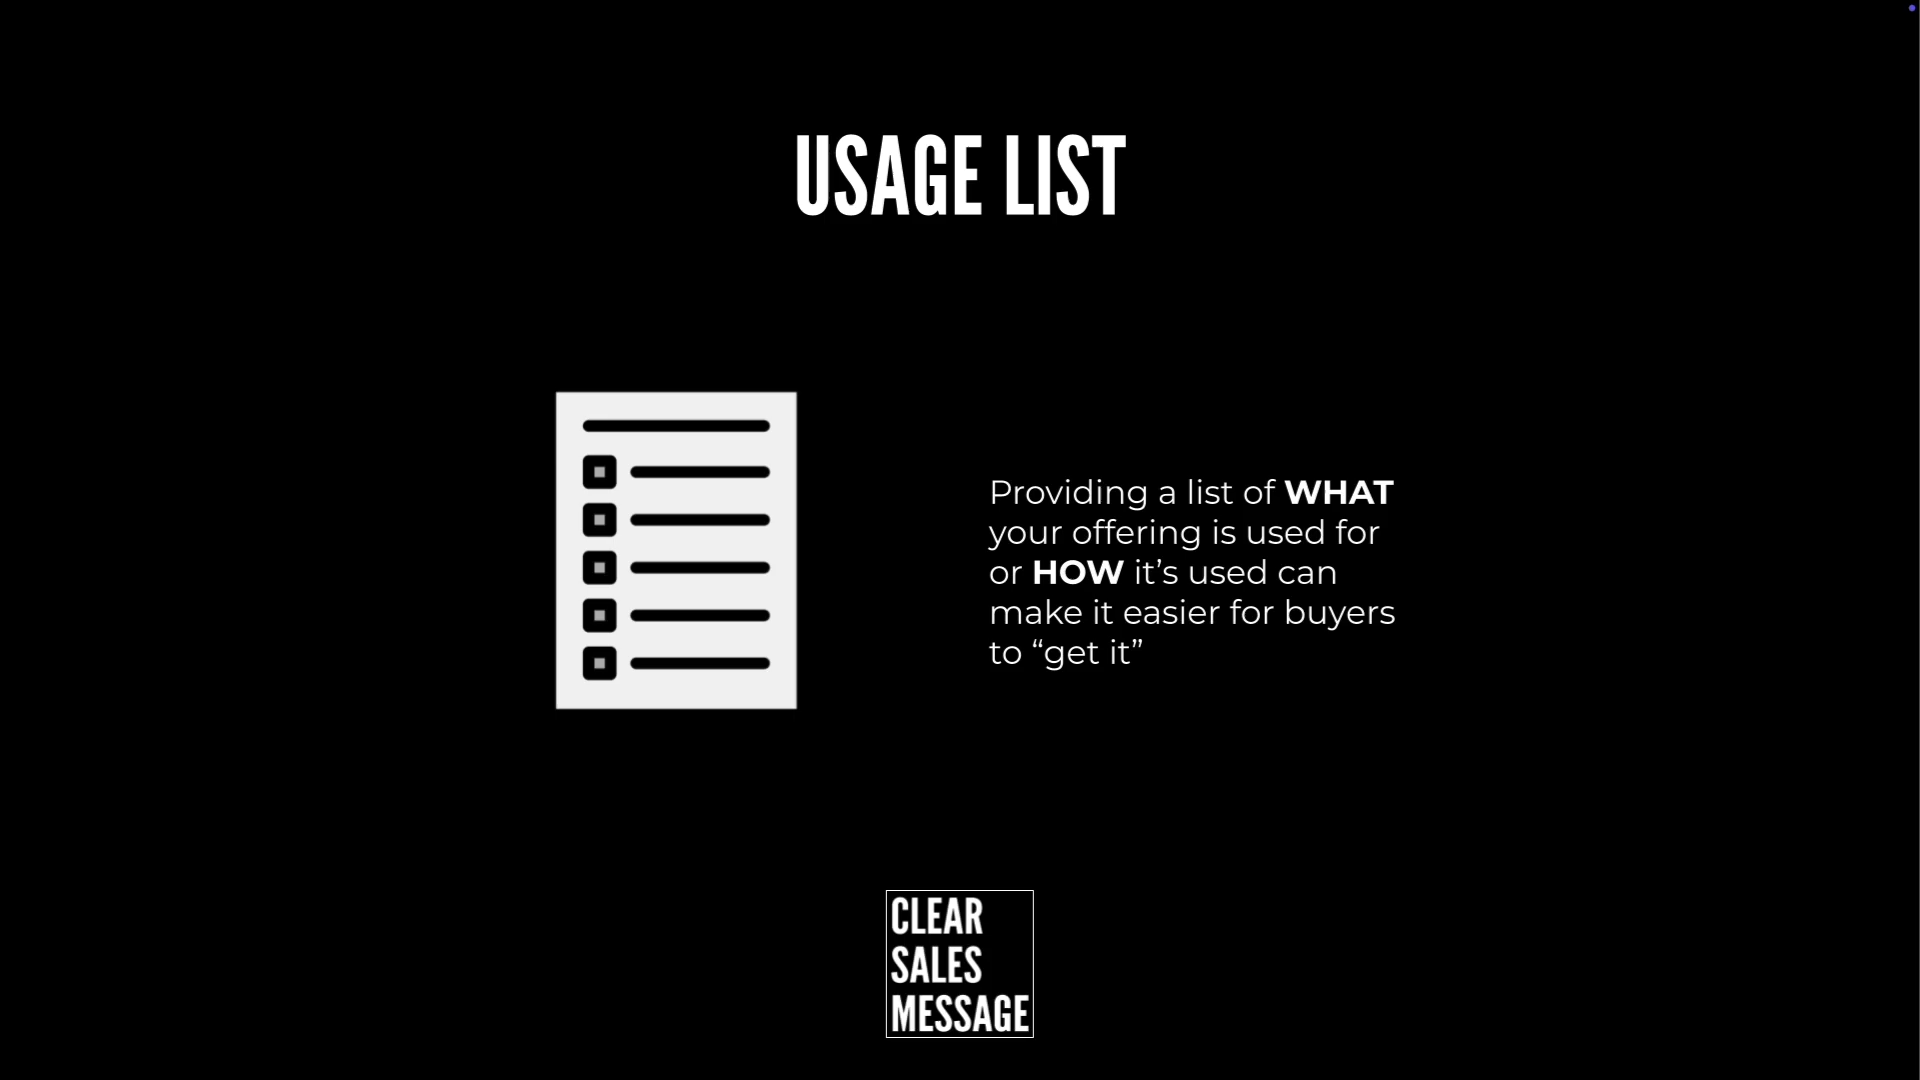 USAGE LIST
Providing a list of WHAT
your offering is used for
or HOW it’s used can
make it easier for buyers
to “get it”
CLEAR
SALES
MESSAGE